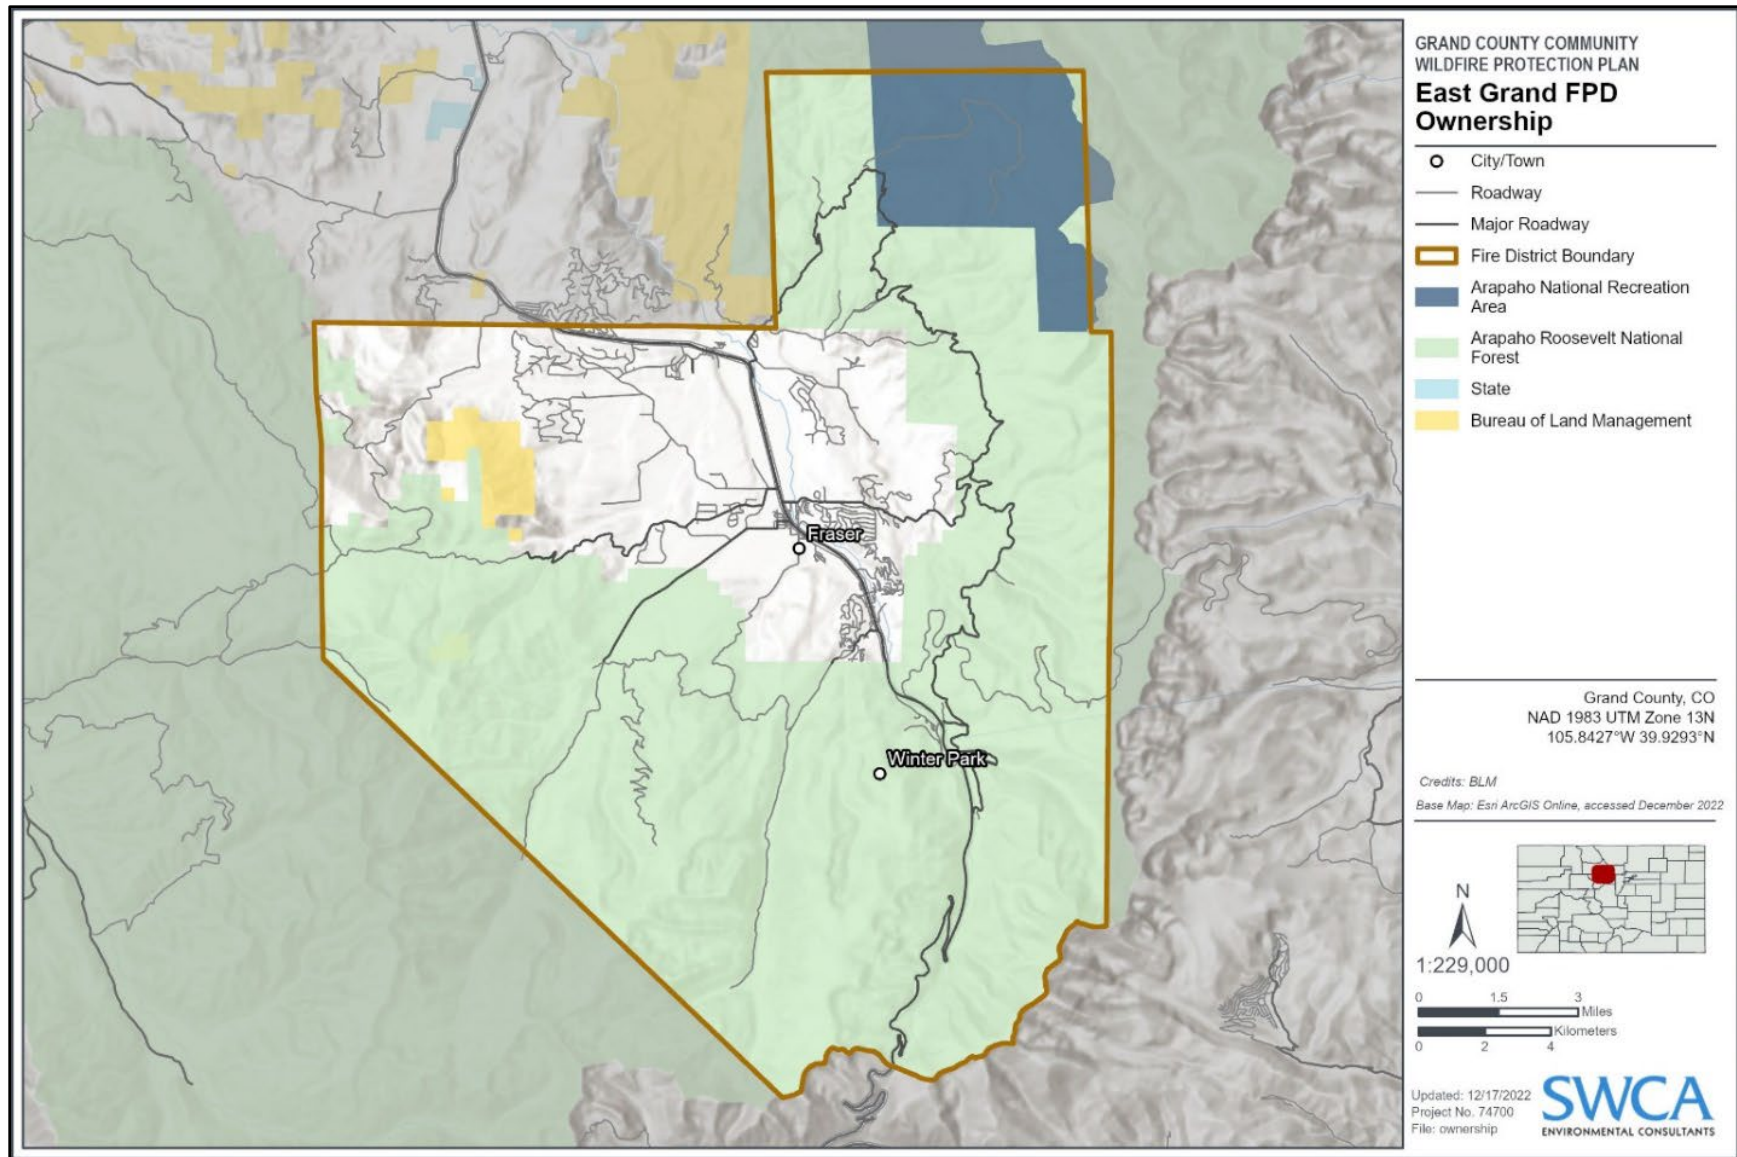 GRAND COUNTY COMMUNITY
WILDFIRE PROTECTION PLAN
East Grand FPD
Ownership
City/Town
Roadway
Major Roadway
Fire District Boundary
Arapaho National Recreation
Area
Arapaho Roosevelt National
Forest
State
Bureau of Land Management
Fraser
Winter Park
Grand County, CO
NAD 1983 UTM Zone 13N
105.8427°W 39.9293°N
Credits: BLM
Base Map: Esri ArcGIS Online, accessed December 2022
N
1:229,000
0 1.5 3
Miles
Kilometers
0 2 4
Updated: 12/17/2022
Project No. 74700
File: ownership
SWCA
ENVIRONMENTAL CONSULTANTS